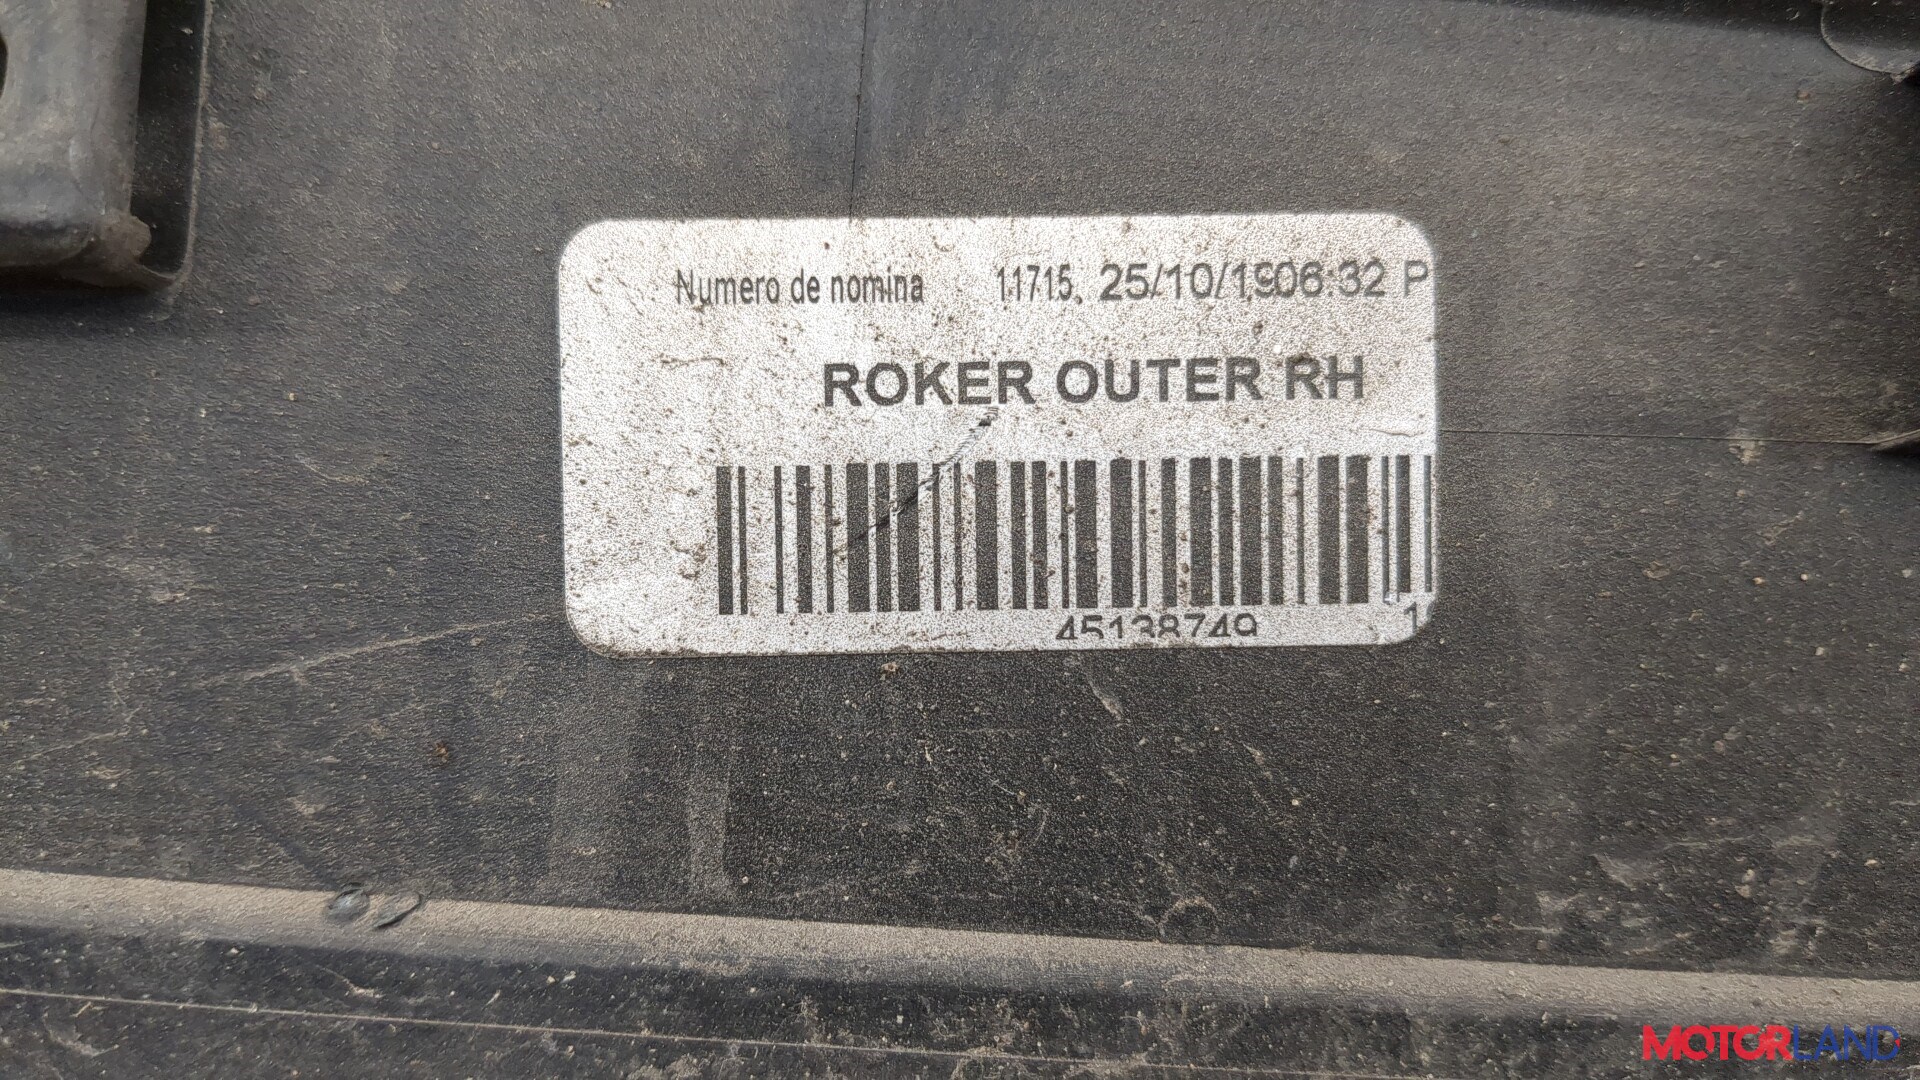 Numero de nomina 11715, 25/10/1906:32 P
ROKER OUTER RH
45138749 1
MOTORLAND